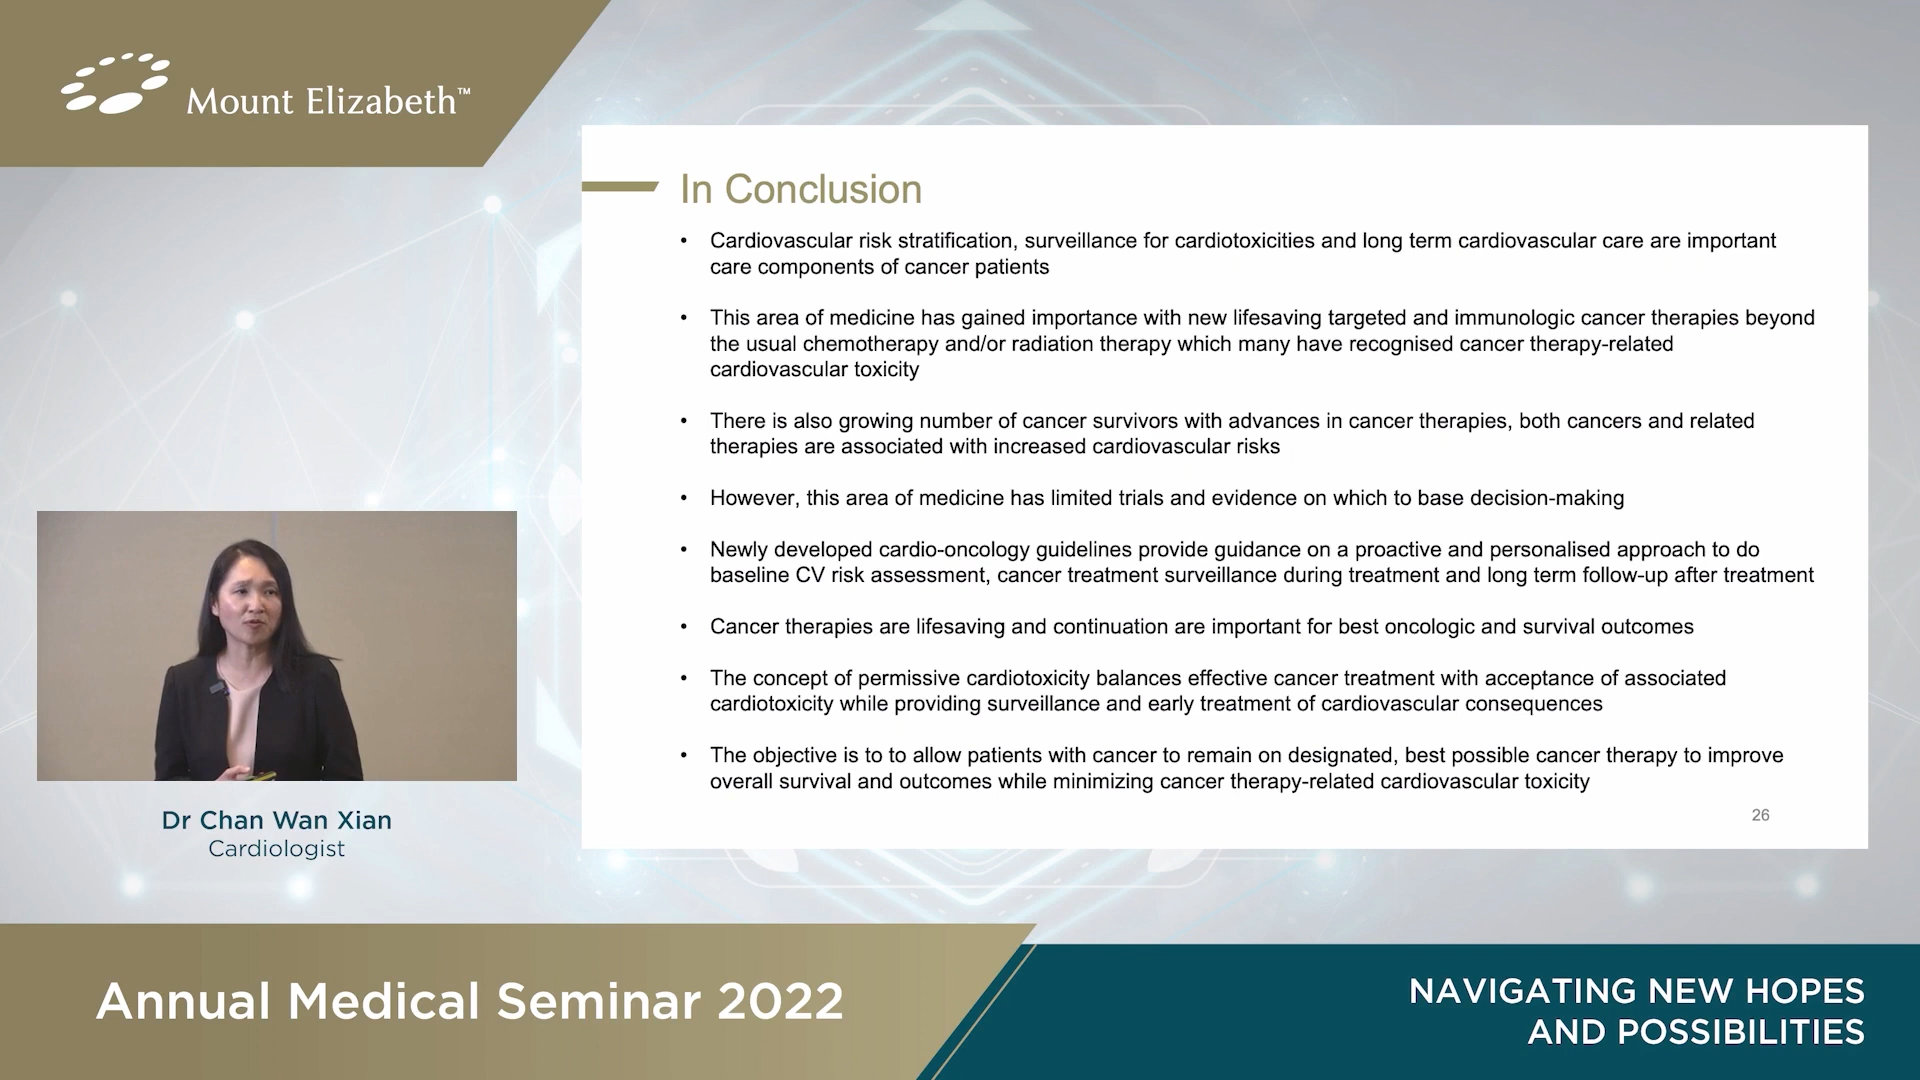 Mount Elizabeth™
In Conclusion
• Cardiovascular risk stratification, surveillance for cardiotoxicities and long term cardiovascular care are important
care components of cancer patients
• This area of medicine has gained importance with new lifesaving targeted and immunologic cancer therapies beyond
the usual chemotherapy and/or radiation therapy which many have recognised cancer therapy-related
cardiovascular toxicity
• There is also growing number of cancer survivors with advances in cancer therapies, both cancers and related
therapies are associated with increased cardiovascular risks
• However, this area of medicine has limited trials and evidence on which to base decision-making
• Newly developed cardio-oncology guidelines provide guidance on a proactive and personalised approach to do
baseline CV risk assessment, cancer treatment surveillance during treatment and long term follow-up after treatment
• Cancer therapies are lifesaving and continuation are important for best oncologic and survival outcomes
• The concept of permissive cardiotoxicity balances effective cancer treatment with acceptance of associated
cardiotoxicity while providing surveillance and early treatment of cardiovascular consequences
• The objective is to to allow patients with cancer to remain on designated, best possible cancer therapy to improve
overall survival and outcomes while minimizing cancer therapy-related cardiovascular toxicity
26
Dr Chan Wan Xian
Cardiologist
Annual Medical Seminar 2022
NAVIGATING NEW HOPES
AND POSSIBILITIES